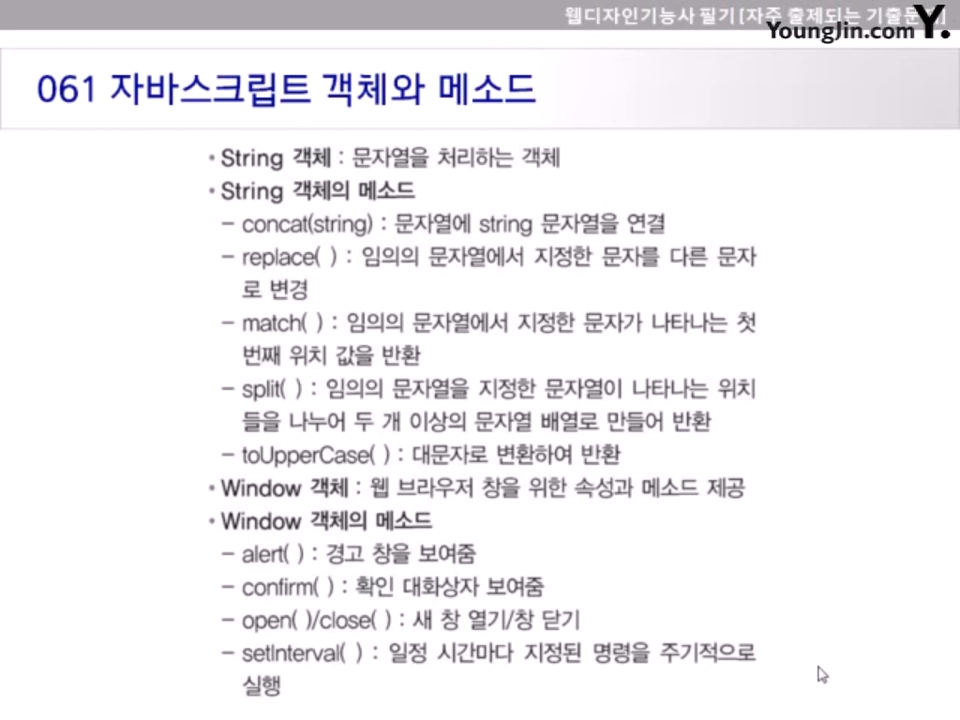 웹디자인기능사 필기 [자주 출제되는 기출문제]
YoungJin.com Y.
061 자바스크립트 객체와 메소드
• String 객체 : 문자열을 처리하는 객체
• String 객체의 메소드
– concat(string) : 문자열에 string 문자열을 연결
– replace( ) : 임의의 문자열에서 지정한 문자를 다른 문자
로 변경
– match( ) : 임의의 문자열에서 지정한 문자가 나타나는 첫
번째 위치 값을 반환
– split( ) : 임의의 문자열을 지정한 문자열이 나타나는 위치
들을 나누어 두 개 이상의 문자열 배열로 만들어 반환
– toUpperCase( ) : 대문자로 변환하여 반환
• Window 객체 : 웹 브라우저 창을 위한 속성과 메소드 제공
• Window 객체의 메소드
– alert( ) : 경고 창을 보여줌
– confirm( ) : 확인 대화상자 보여줌
– open( )/close( ) : 새 창 열기/창 닫기
– setInterval( ) : 일정 시간마다 지정된 명령을 주기적으로
실행